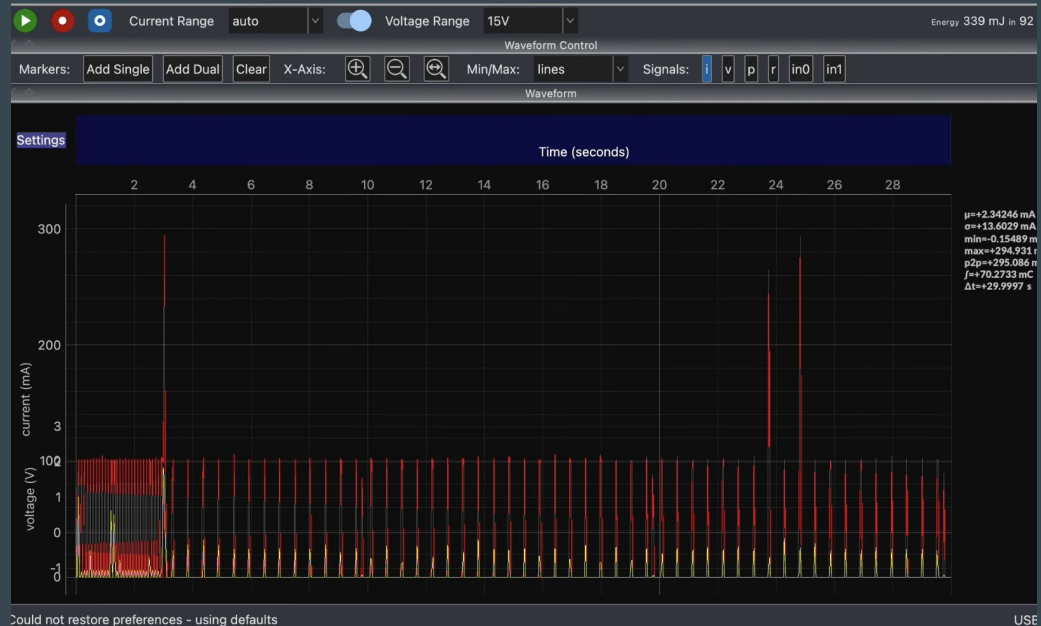 Current Range auto Voltage Range 15V Energy 339 mJ in 92
Waveform Control
Markers: Add Single Add Dual Clear X-Axis: Min/Max: lines Signals: i v p r in0 in1
Waveform
Settings
Time (seconds)
2 4 6 8 10 12 14 16 18 20 22 24 26 28
μ=+2.34246 mA
σ=+13.6029 mA
min=-0.15489 m
max=+294.931
p2p=+295.086 m
∫=+70.2733 mC
Δt=+29.9997 s
300
200
100
0
current (mA)
3
1
0
-1
voltage (V)
Could not restore preferences - using defaults
USB